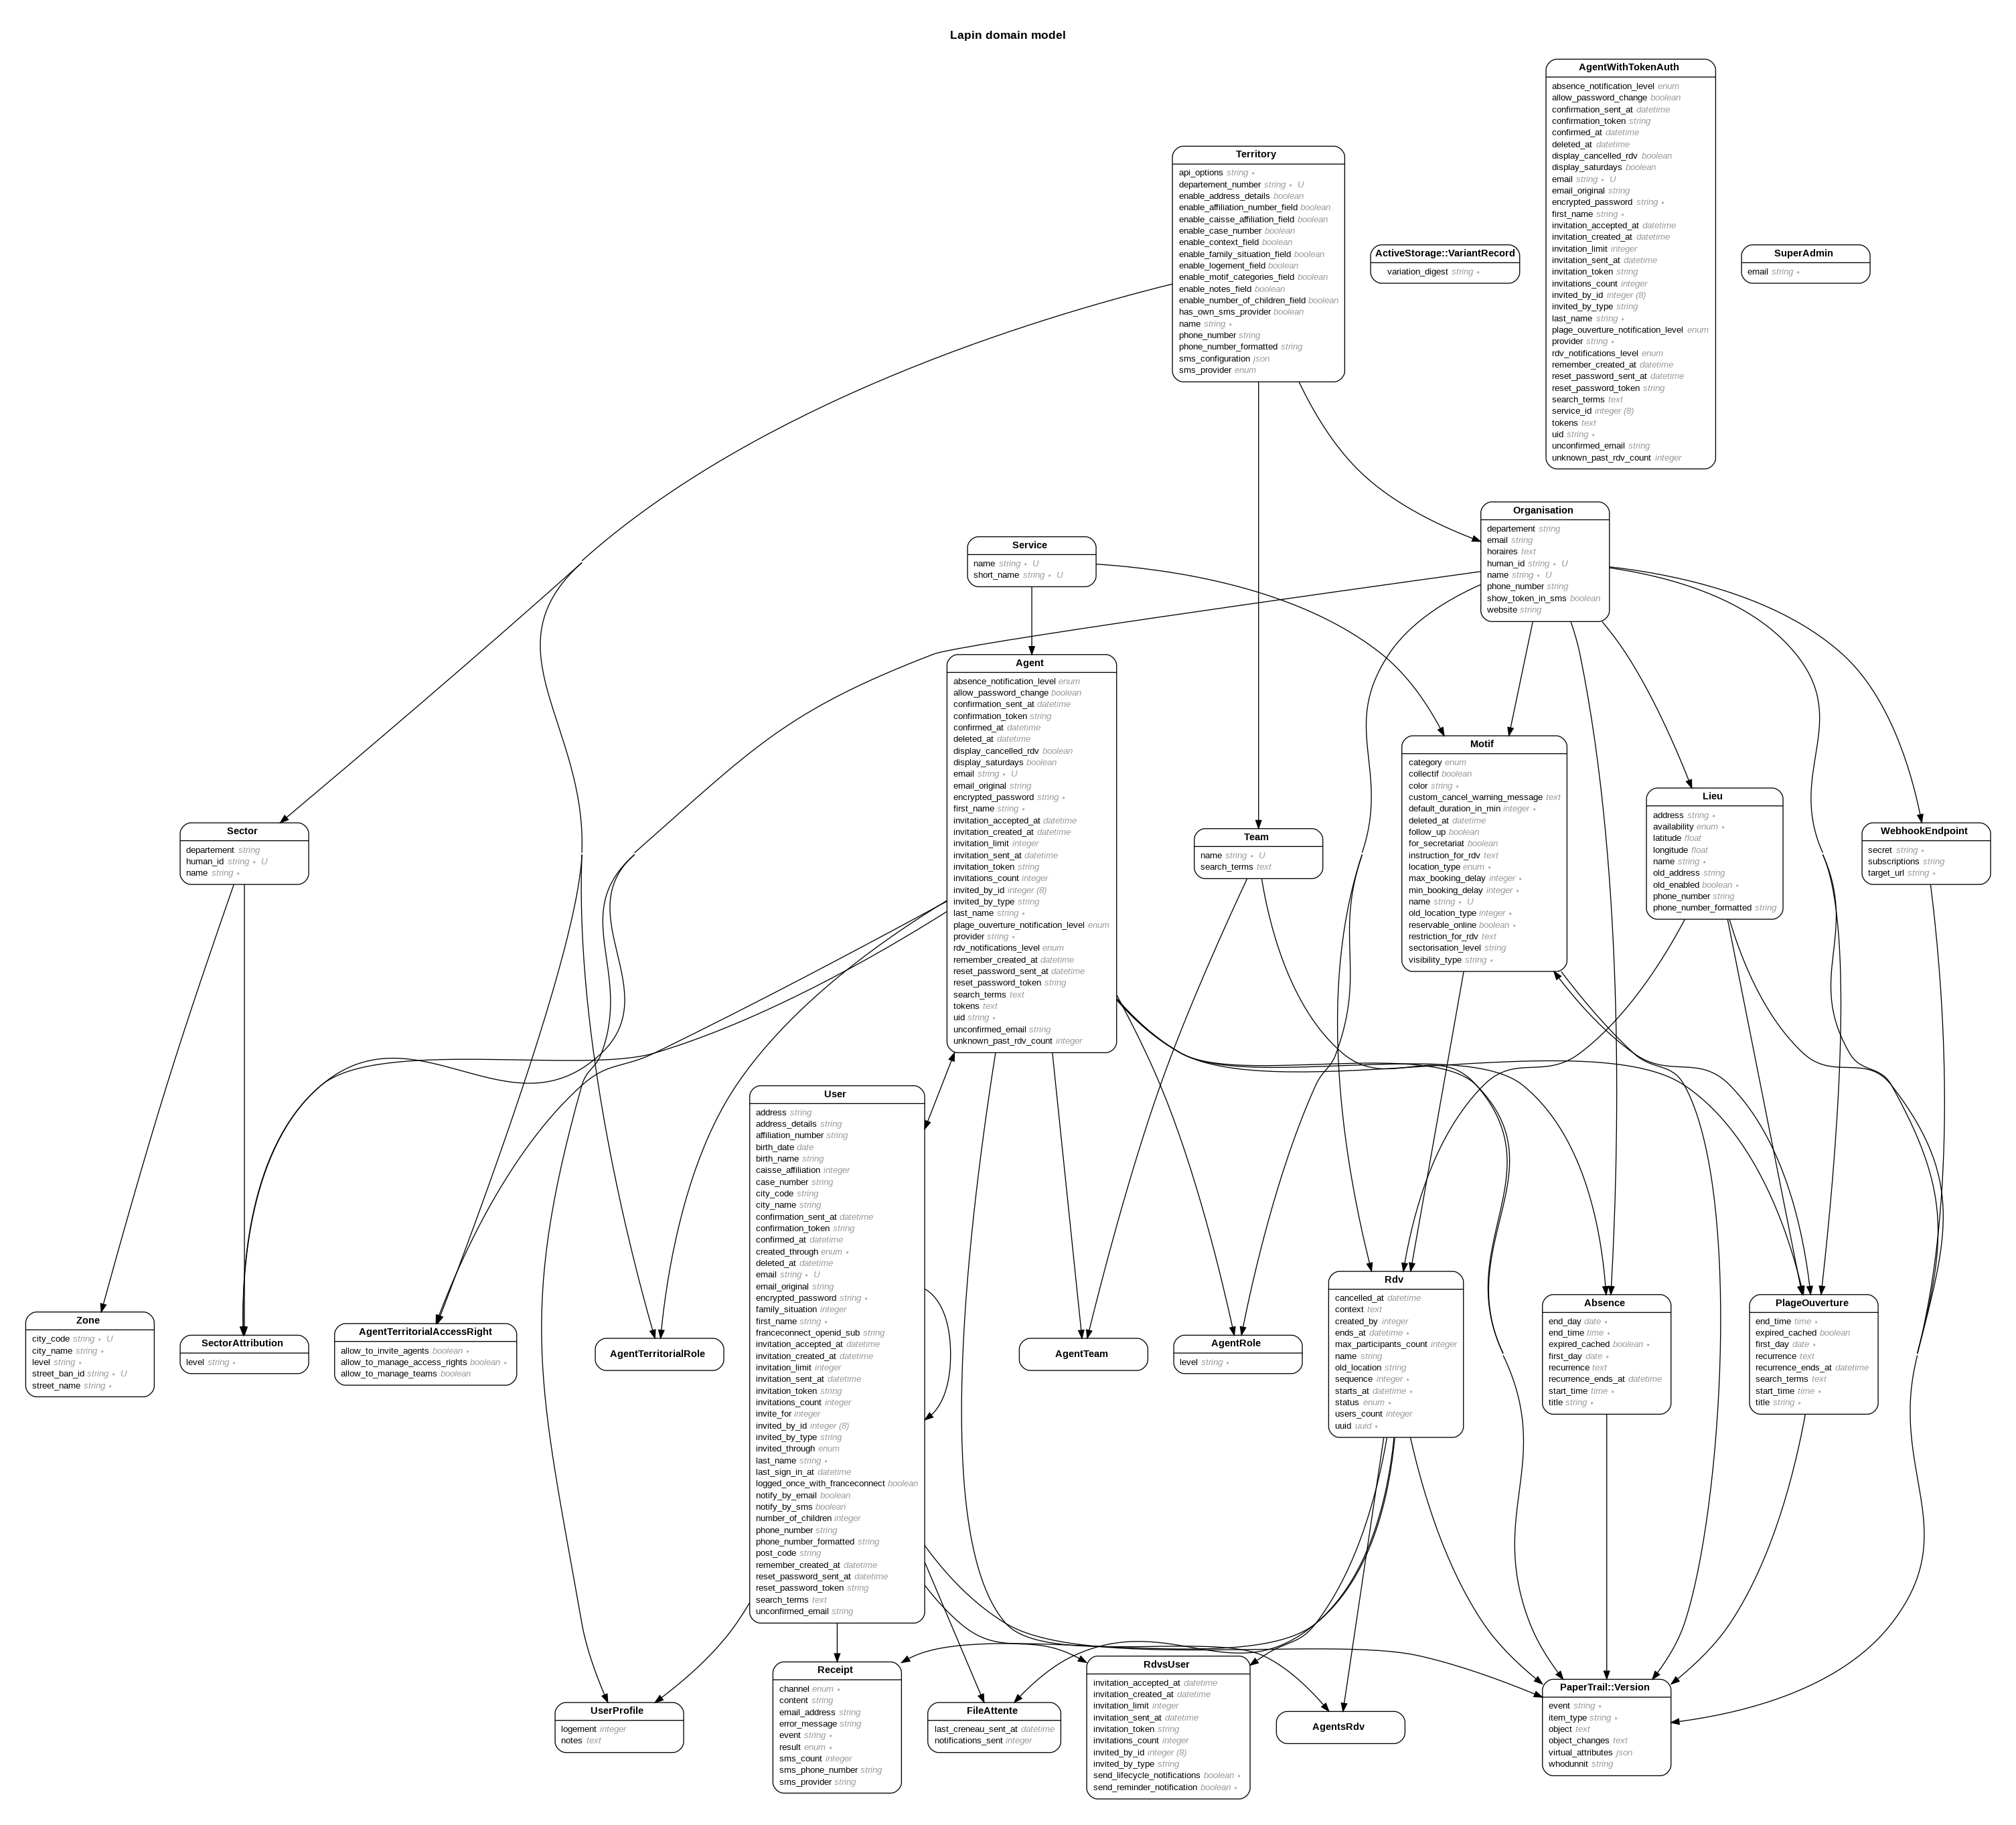 Lapin domain model
AgentWithTokenAuth
absence_notification_level enum
allow_password_change boolean
confirmation_sent_at datetime
confirmation_token string
confirmed_at datetime
deleted_at datetime
display_cancelled_rdv boolean
display_saturdays boolean
email string ∗ U
email_original string
encrypted_password string ∗
first_name string ∗
invitation_accepted_at datetime
invitation_created_at datetime
invitation_limit integer
invitation_sent_at datetime
invitation_token string
invitations_count integer
invited_by_id integer (8)
invited_by_type string
last_name string ∗
plage_ouverture_notification_level enum
provider string ∗
rdv_notifications_level enum
remember_created_at datetime
reset_password_sent_at datetime
reset_password_token string
search_terms text
service_id integer (8)
tokens text
uid string ∗
unconfirmed_email string
unknown_past_rdv_count integer
Territory
api_options string ∗
departement_number string ∗ U
enable_address_details boolean
enable_affiliation_number_field boolean
enable_caisse_affiliation_field boolean
enable_case_number boolean
enable_context_field boolean
enable_family_situation_field boolean
enable_logement_field boolean
enable_motif_categories_field boolean
enable_notes_field boolean
enable_number_of_children_field boolean
has_own_sms_provider boolean
name string ∗
phone_number string
phone_number_formatted string
sms_configuration json
sms_provider enum
ActiveStorage::VariantRecord
variation_digest string ∗
SuperAdmin
email string ∗
Organisation
departement string
email string
horaires text
human_id string ∗ U
name string ∗ U
phone_number string
show_token_in_sms boolean
website string
Service
name string ∗ U
short_name string ∗ U
Agent
absence_notification_level enum
allow_password_change boolean
confirmation_sent_at datetime
confirmation_token string
confirmed_at datetime
deleted_at datetime
display_cancelled_rdv boolean
display_saturdays boolean
email string ∗ U
email_original string
encrypted_password string ∗
first_name string ∗
invitation_accepted_at datetime
invitation_created_at datetime
invitation_limit integer
invitation_sent_at datetime
invitation_token string
invitations_count integer
invited_by_id integer (8)
invited_by_type string
last_name string ∗
plage_ouverture_notification_level enum
provider string ∗
rdv_notifications_level enum
remember_created_at datetime
reset_password_sent_at datetime
reset_password_token string
search_terms text
tokens text
uid string ∗
unconfirmed_email string
unknown_past_rdv_count integer
Motif
category enum
collectif boolean
color string ∗
custom_cancel_warning_message text
default_duration_in_min integer ∗
deleted_at datetime
follow_up boolean
for_secretariat boolean
instruction_for_rdv text
location_type enum ∗
max_booking_delay integer ∗
min_booking_delay integer ∗
name string ∗ U
old_location_type integer ∗
reservable_online boolean ∗
restriction_for_rdv text
sectorisation_level string
visibility_type string ∗
Lieu
address string ∗
availability enum ∗
latitude float
longitude float
name string ∗
old_address string
old_enabled boolean ∗
phone_number string
phone_number_formatted string
WebhookEndpoint
secret string ∗
subscriptions string
target_url string ∗
Sector
departement string
human_id string ∗ U
name string ∗
Team
name string ∗ U
search_terms text
User
address string
address_details string
affiliation_number string
birth_date date
birth_name string
caisse_affiliation integer
case_number string
city_code string
city_name string
confirmation_sent_at datetime
confirmation_token string
confirmed_at datetime
created_through enum ∗
deleted_at datetime
email string ∗ U
email_original string
encrypted_password string ∗
family_situation integer
first_name string ∗
franceconnect_openid_sub string
invitation_accepted_at datetime
invitation_created_at datetime
invitation_limit integer
invitation_sent_at datetime
invitation_token string
invitations_count integer
invite_for integer
invited_by_id integer (8)
invited_by_type string
invited_through enum
last_name string ∗
last_sign_in_at datetime
logged_once_with_franceconnect boolean
notify_by_email boolean
notify_by_sms boolean
number_of_children integer
phone_number string
phone_number_formatted string
post_code string
remember_created_at datetime
reset_password_sent_at datetime
reset_password_token string
search_terms text
unconfirmed_email string
Zone
city_code string ∗ U
city_name string ∗
level string ∗
street_ban_id string ∗ U
street_name string ∗
SectorAttribution
level string ∗
AgentTerritorialAccessRight
allow_to_invite_agents boolean ∗
allow_to_manage_access_rights boolean ∗
allow_to_manage_teams boolean
AgentTerritorialRole
AgentTeam
AgentRole
level string ∗
Rdv
cancelled_at datetime
context text
created_by integer
ends_at datetime ∗
max_participants_count integer
name string
old_location string
sequence integer ∗
starts_at datetime ∗
status enum ∗
users_count integer
uuid uuid ∗
Absence
end_day date ∗
end_time time ∗
expired_cached boolean ∗
first_day date ∗
recurrence text
recurrence_ends_at datetime
start_time time ∗
title string ∗
PlageOuverture
end_time time ∗
expired_cached boolean
first_day date ∗
recurrence text
recurrence_ends_at datetime
search_terms text
start_time time ∗
title string ∗
UserProfile
logement integer
notes text
Receipt
channel enum ∗
content string
email_address string
error_message string
event string ∗
result enum ∗
sms_count integer
sms_phone_number string
sms_provider string
FileAttente
last_creneau_sent_at datetime
notifications_sent integer
RdvsUser
invitation_accepted_at datetime
invitation_created_at datetime
invitation_limit integer
invitation_sent_at datetime
invitation_token string
invitations_count integer
invited_by_id integer (8)
invited_by_type string
send_lifecycle_notifications boolean ∗
send_reminder_notification boolean ∗
AgentsRdv
PaperTrail::Version
event string ∗
item_type string ∗
object text
object_changes text
virtual_attributes json
whodunnit string